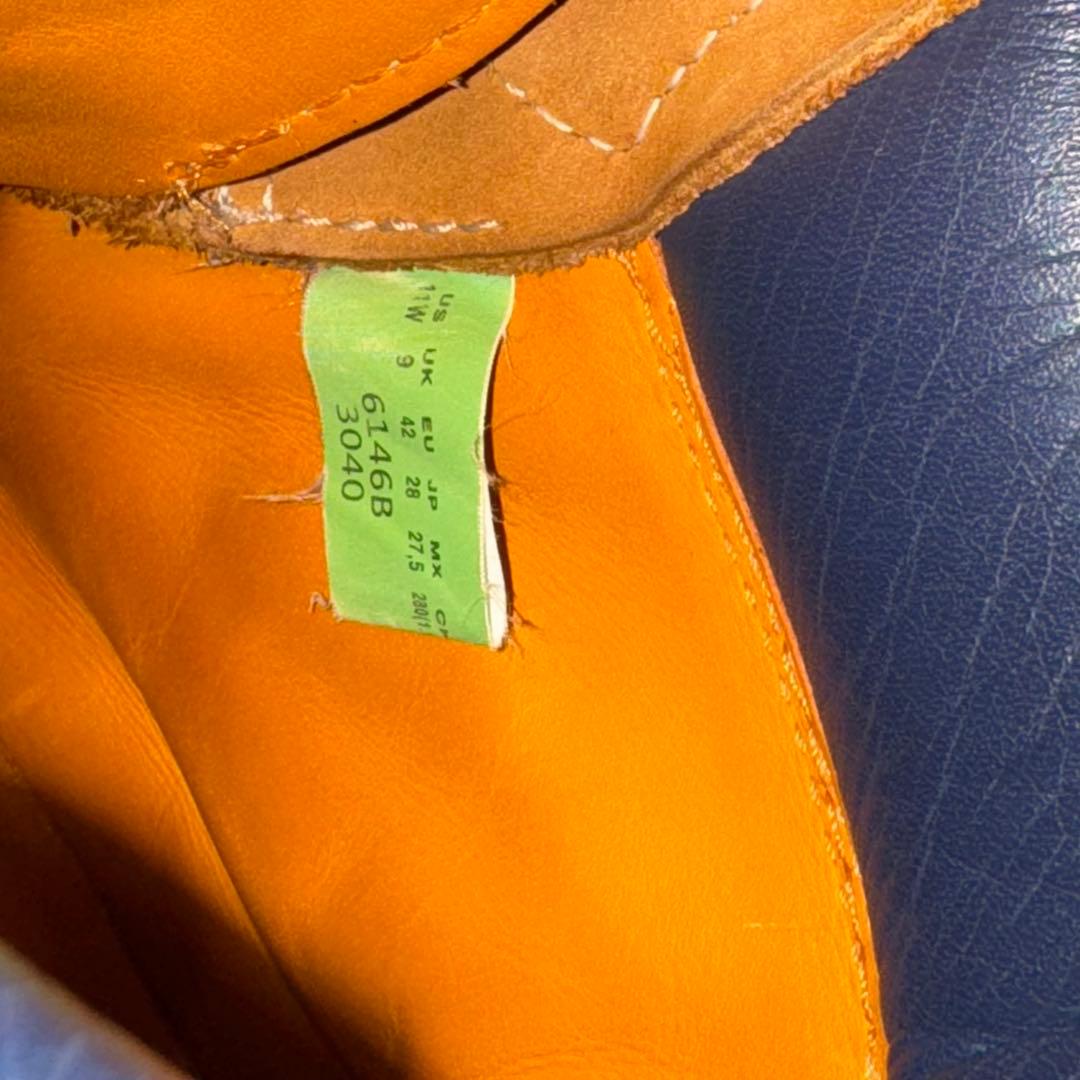 US UK EU JP MX
11W 9 42 28 27,5
6146B
3040